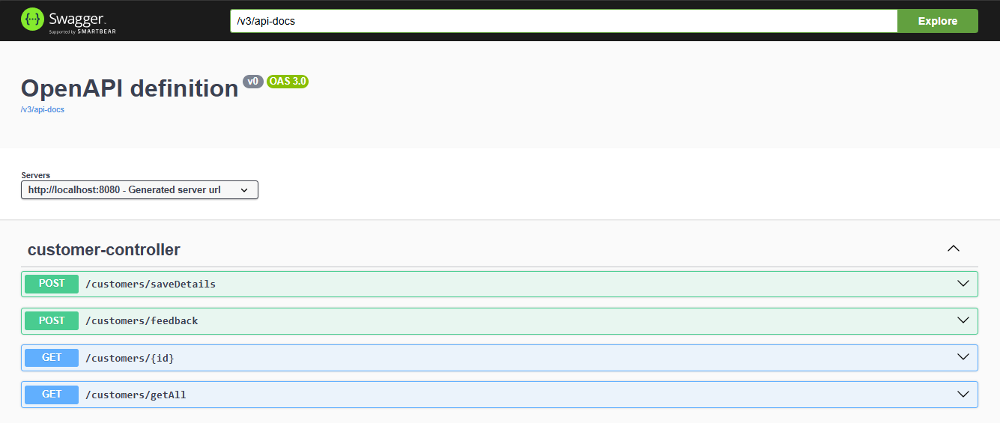 Swagger.
Supported by SMARTBEAR
/v3/api-docs
Explore
OpenAPI definition v0 OAS 3.0
/v3/api-docs
Servers
http://localhost:8080 - Generated server url
customer-controller
POST /customers/saveDetails
POST /customers/feedback
GET /customers/{id}
GET /customers/getAll